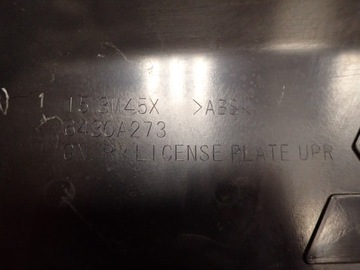 1 15 3M45X >ABS<
6430A273
LICENSE PLATE UPR